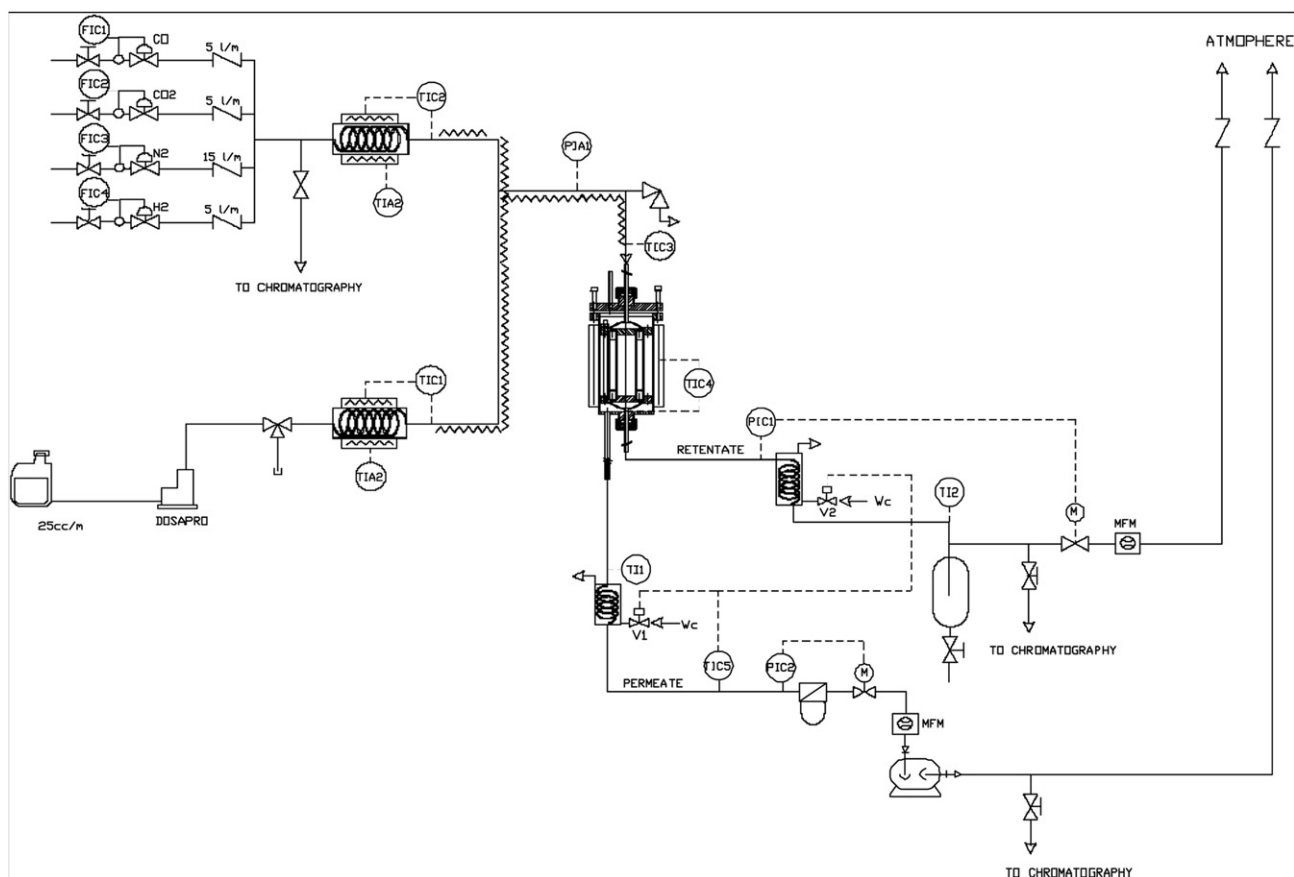 FIC1
CO
5 l/m
FIC2
CO2
5 l/m
FIC3
N2
15 l/m
FIC4
H2
5 l/m
TIC2
TIA2
TO CHROMATOGRAPHY
PIA1
TIC3
ATMOPHERE
TIC1
TIA2
25cc/m
DOSAPRO
TIC4
PIC1
RETENTATE
V2
Wc
TI2
M
MFM
TO CHROMATOGRAPHY
TI1
V1
Wc
TIC5
PIC2
M
PERMEATE
MFM
TO CHROMATOGRAPHY